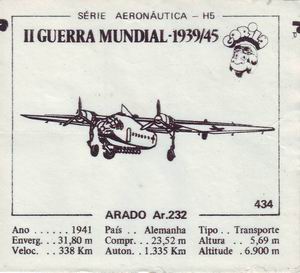 SÉRIE AERONÂUTICA - H5
II GUERRA MUNDIAL-1939/45
434
ARADO Ar.232
Ano ...... 1941 País .. Alemanha Tipo .. Transporte
Enverg. .. 31,80 m Compr. ... 23,52 m Altura ... 5,69 m
Veloc. .. 338 Km Auton. . 1.335 Km Altitude . 6.900 m